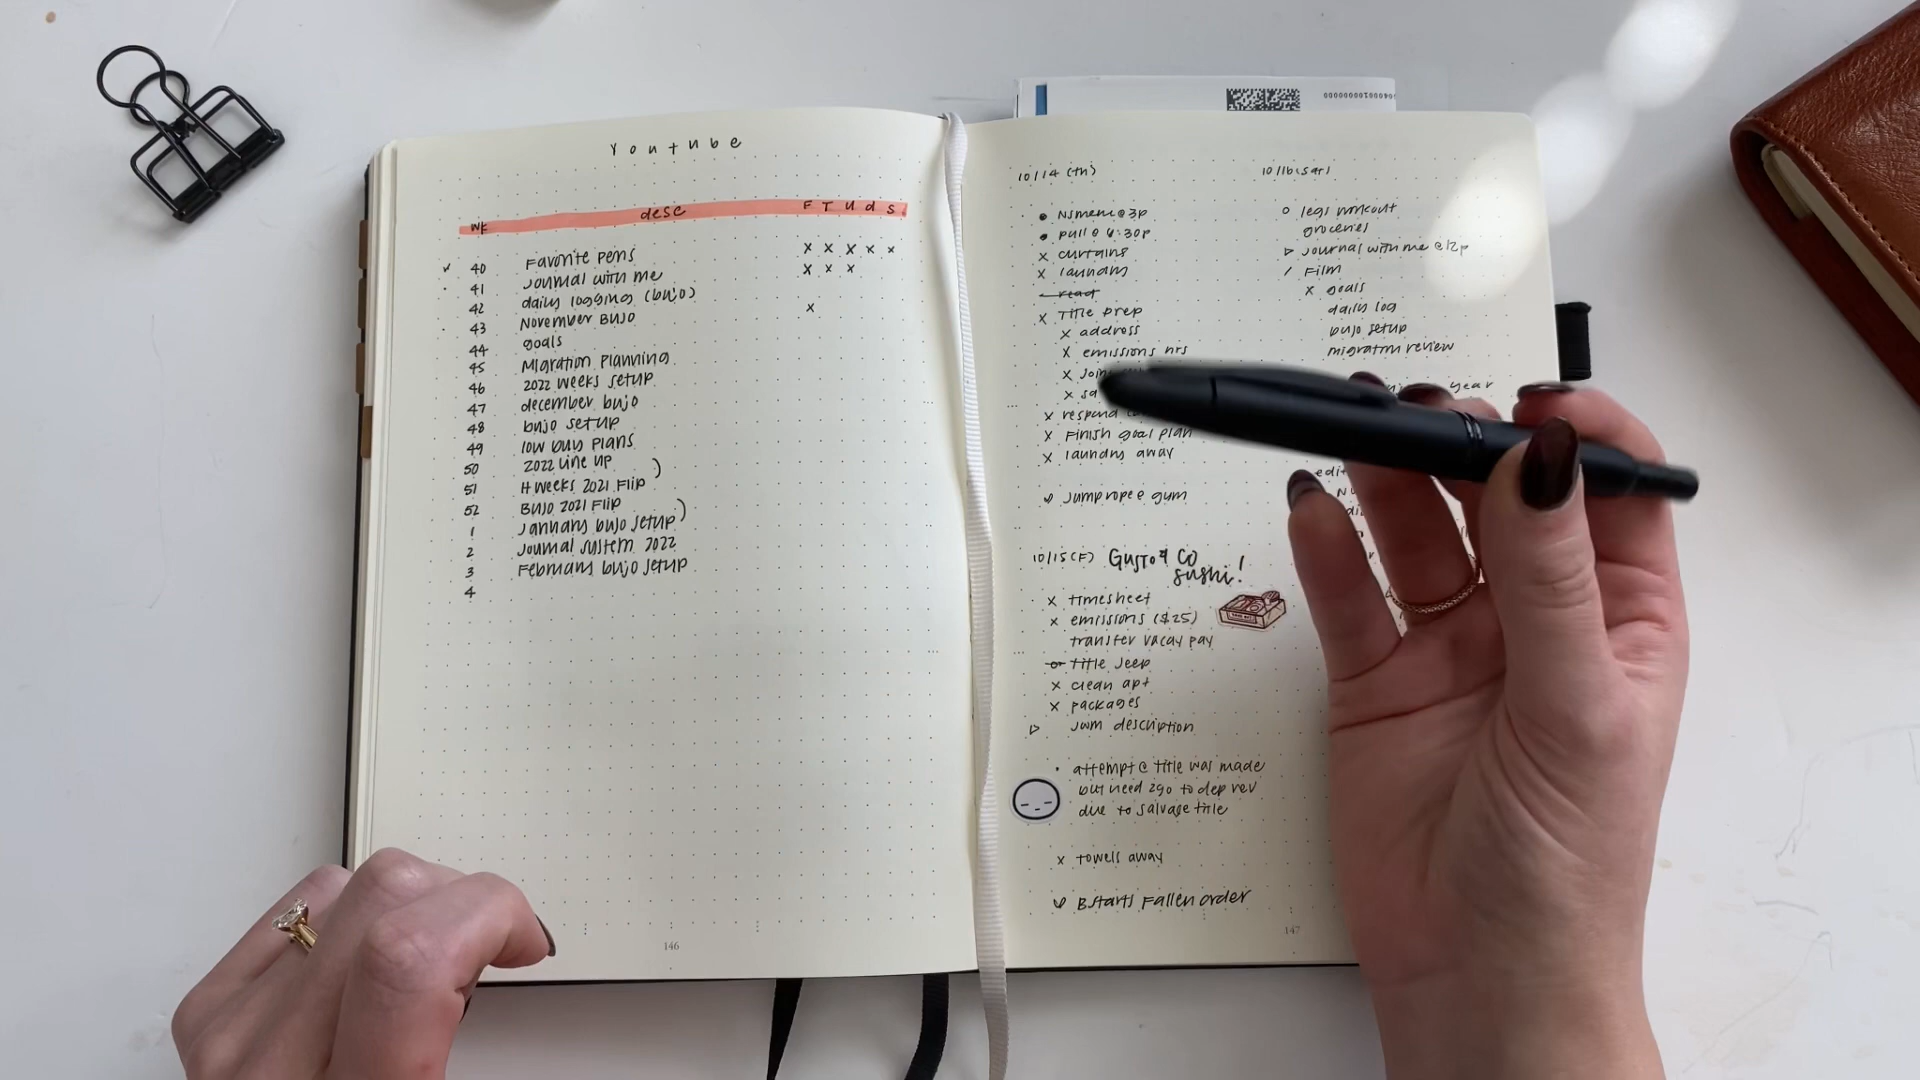 Youtube
WK desc F T U d S
✓ 40 Favorite pens x x x x x
· 41 Journal with me x x x
42 daily logging (bujo)
· 43 November Bujo x
44 goals
45 Migration Planning
46 2022 weeks setup
47 december bujo
48 bujo setup
49 low buy plans
50 2022 Line up )
51 H weeks 2021 Flip
52 Bujo 2021 Flip )
1 January bujo setup
2 Journal system 2022
3 February bujo setup
4
146
10/14 (th)
• @ 3p
• pull @ 6:30p
x curtains
x laundry
- read
x Title prep
x address
x emissions hrs
x
x
x respond
x Finish goal plan
x laundry away
Jumprope @ gym
10/15 (F) Gusto & Co
sushi!
x timesheet
x emissions ($25)
transfer vacay pay
title Jeep
x clean apt
x packages
▷ jwm description
· attempt @ title was made
but need 2go to dep rev
due to salvage title
x towels away
B starts Fallen order
10/16 (sat)
o legs workout
groceries
▷ Journal with me @12p
/ Film
x goals
daily log
bujo setup
migration review
year
147